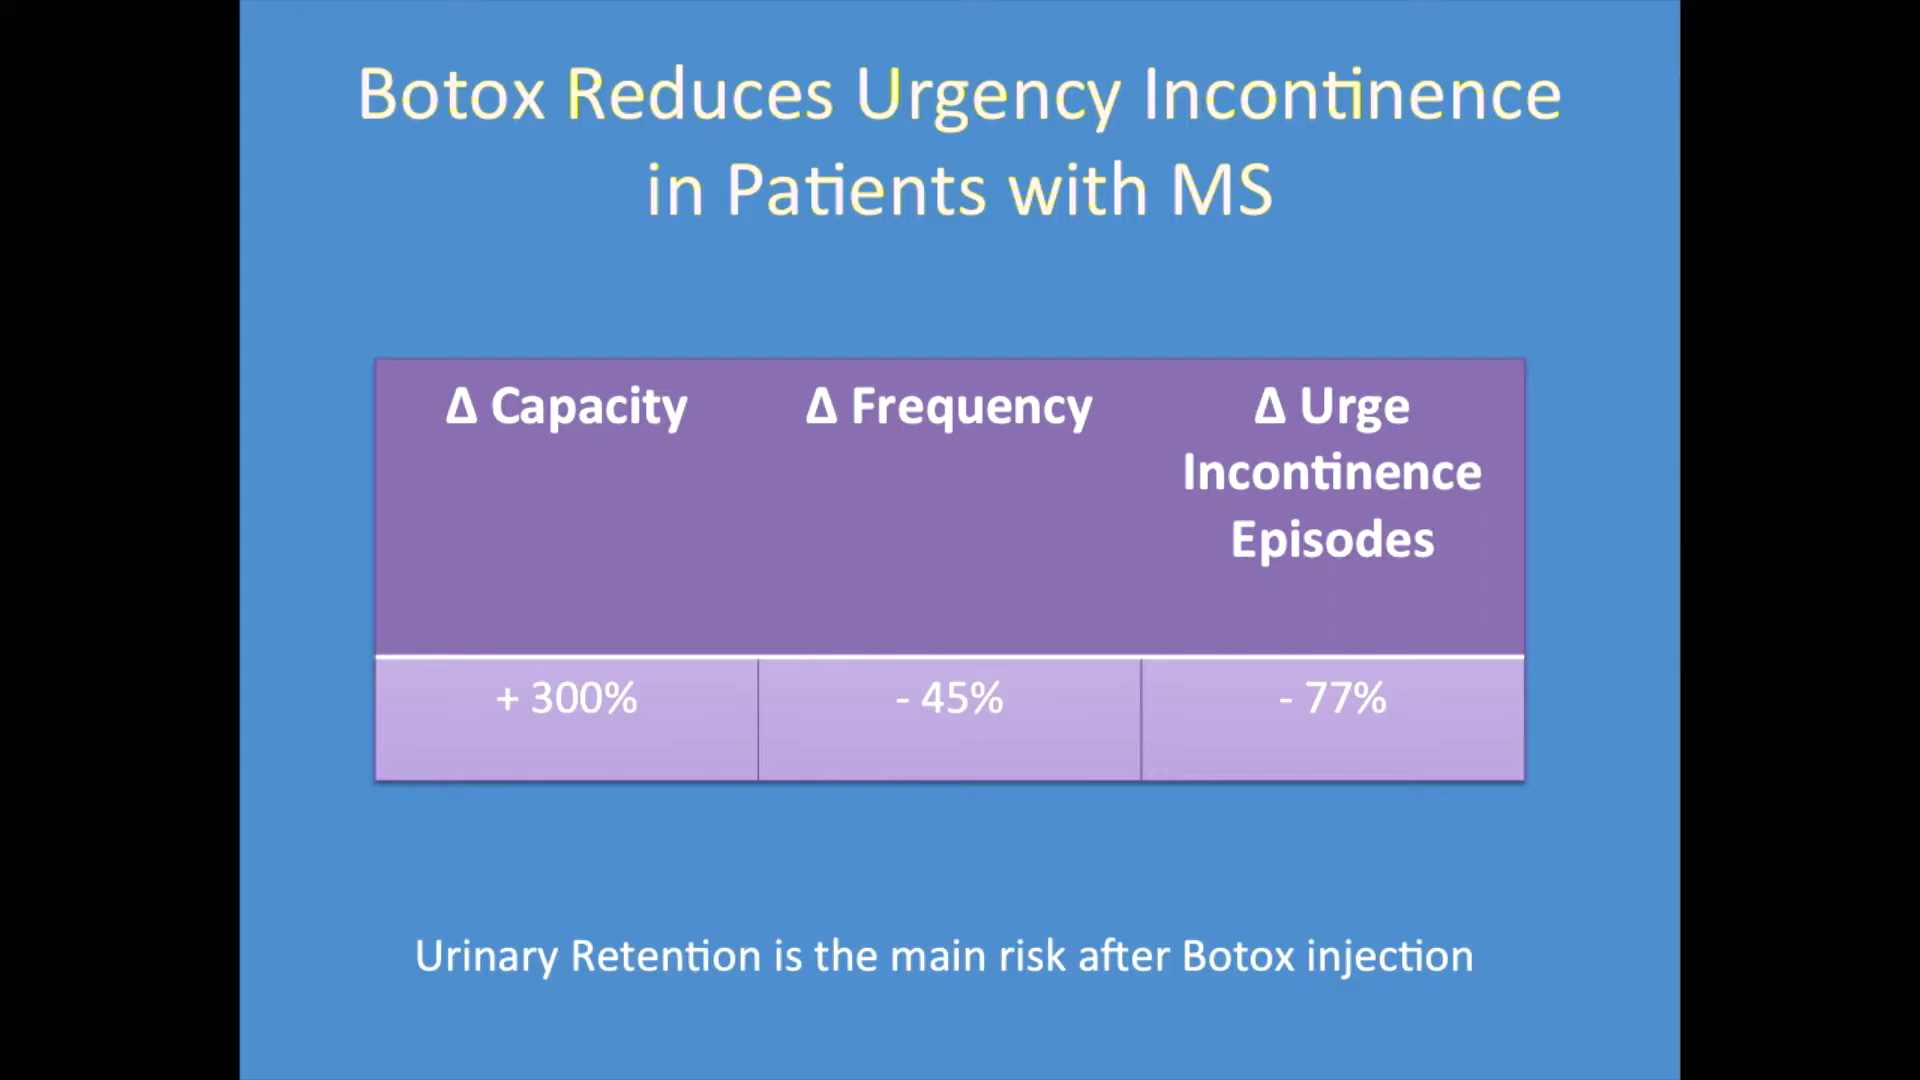 Botox Reduces Urgency Incontinence
in Patients with MS
Δ Capacity
Δ Frequency
Δ Urge
Incontinence
Episodes
+ 300%
- 45%
- 77%
Urinary Retention is the main risk after Botox injection